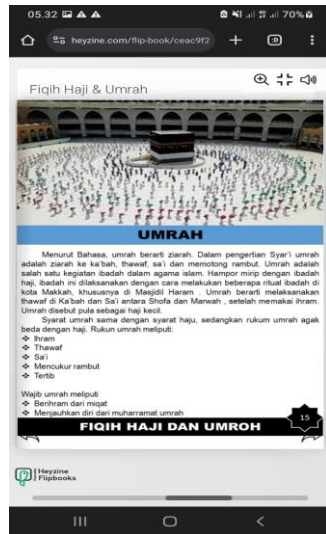 05.32
70%
heyzine.com/flip-book/ceac9f2
Fiqih Haji & Umrah
UMRAH
Menurut Bahasa, umrah berarti ziarah. Dalam pengertian Syar'i umrah
adalah ziarah ke ka'bah, thawaf, sa'i dan memotong rambut. Umrah adalah
salah satu kegiatan ibadah dalam agama islam. Hampor mirip dengan ibadah
haji, ibadah ini dilaksanakan dengan cara melakukan beberapa ritual ibadah di
kota Makkah, khususnya di Masjidil Haram . Umrah berarti melaksanakan
thawaf di Ka'bah dan Sa'i antara Shofa dan Marwah , setelah memakai ihram.
Umrah disebut pula sebagai haji kecil.
Syarat umrah sama dengan syarat haju, sedangkan rukum umrah agak
beda dengan haji. Rukun umrah meliputi:
Ihram
Thawaf
Sa'i
Mencukur rambut
Tertib
Wajib umrah meliputi
Berihram dari miqat
Menjauhkan diri dari muharramat umrah
15
FIQIH HAJI DAN UMROH
Heyzine
Flipbooks